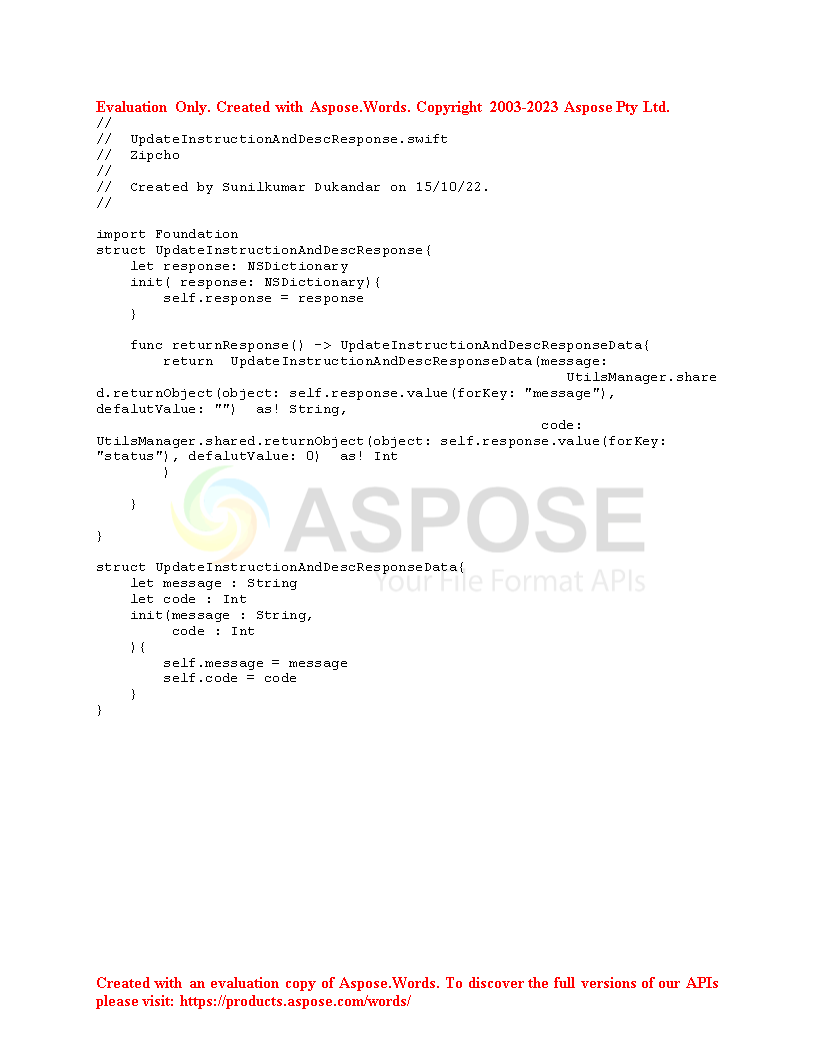 Evaluation Only. Created with Aspose.Words. Copyright 2003-2023 Aspose Pty Ltd.
//
//  UpdateInstructionAndDescResponse.swift
//  Zipcho
//
//  Created by Sunilkumar Dukandar on 15/10/22.
//

import Foundation
struct UpdateInstructionAndDescResponse{
    let response: NSDictionary
    init( response: NSDictionary){
        self.response = response
    }

    func returnResponse() -> UpdateInstructionAndDescResponseData{
        return  UpdateInstructionAndDescResponseData(message:
                                                        UtilsManager.share
d.returnObject(object: self.response.value(forKey: "message"),
defalutValue: "")  as! String,
                                                     code:
UtilsManager.shared.returnObject(object: self.response.value(forKey:
"status"), defalutValue: 0)  as! Int
        )

    }

}

struct UpdateInstructionAndDescResponseData{
    let message : String
    let code : Int
    init(message : String,
         code : Int
    ){
        self.message = message
        self.code = code
    }
}
ASPOSE
Your File Format APIs
Created with an evaluation copy of Aspose.Words. To discover the full versions of our APIs
please visit: https://products.aspose.com/words/